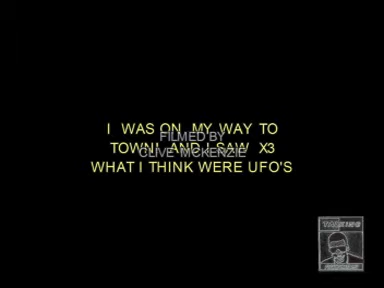 I WAS ON MY WAY TO
FILMED BY
TOWN! AND I SAW X3
CLIVE MCKENZIE
WHAT I THINK WERE UFO'S